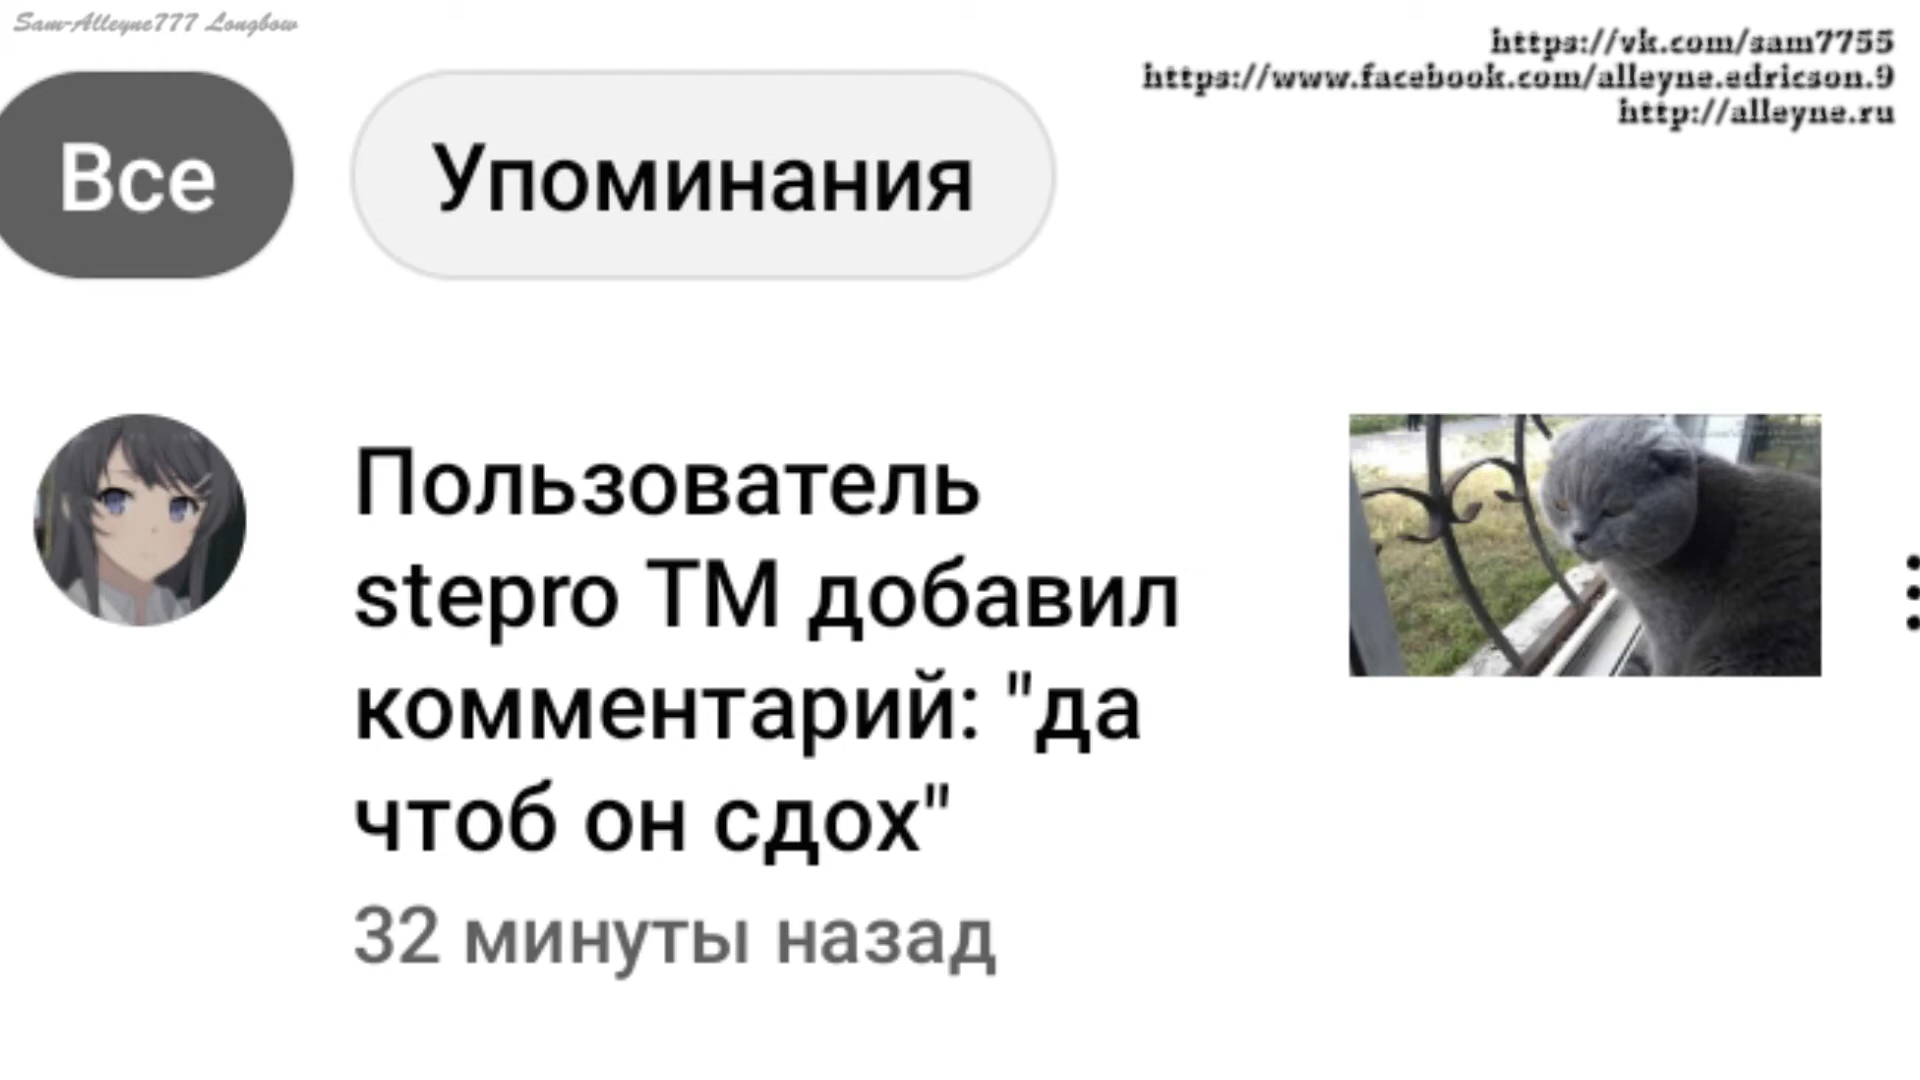 Sam-Alleyne777 Longbow
https://vk.com/sam7755
https://www.facebook.com/alleyne.edricson.9
http://alleyne.ru
Все
Упоминания
Пользователь
stepro TM добавил
комментарий: "да
чтоб он сдох"
32 минуты назад